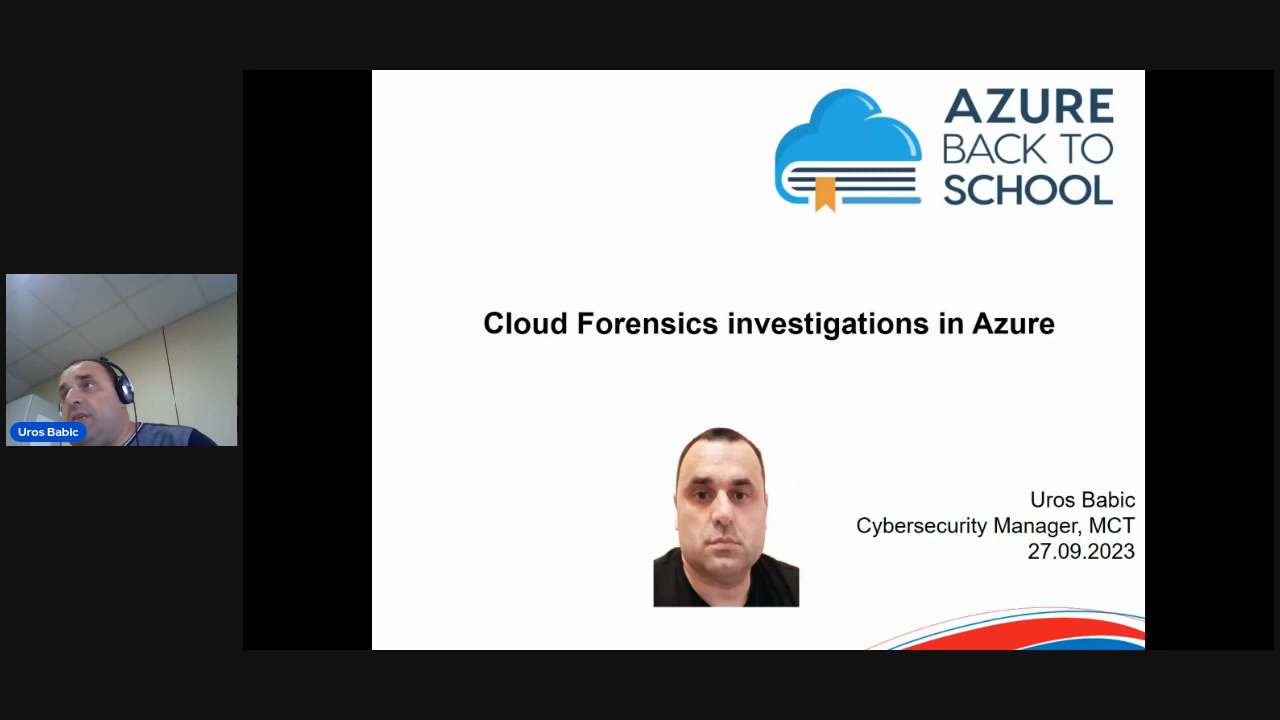 AZURE
BACK TO
SCHOOL
Cloud Forensics investigations in Azure
Uros Babic
Uros Babic
Cybersecurity Manager, MCT
27.09.2023